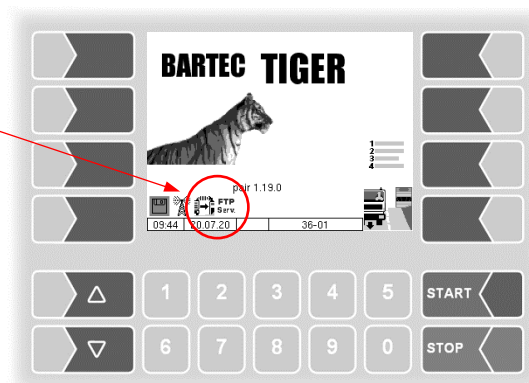 BARTEC TIGER
1
2
3
4
pair 1.19.0
FTP
Serv.
09:44 20.07.20 36-01
1 2 3 4 5 START
6 7 8 9 0 STOP